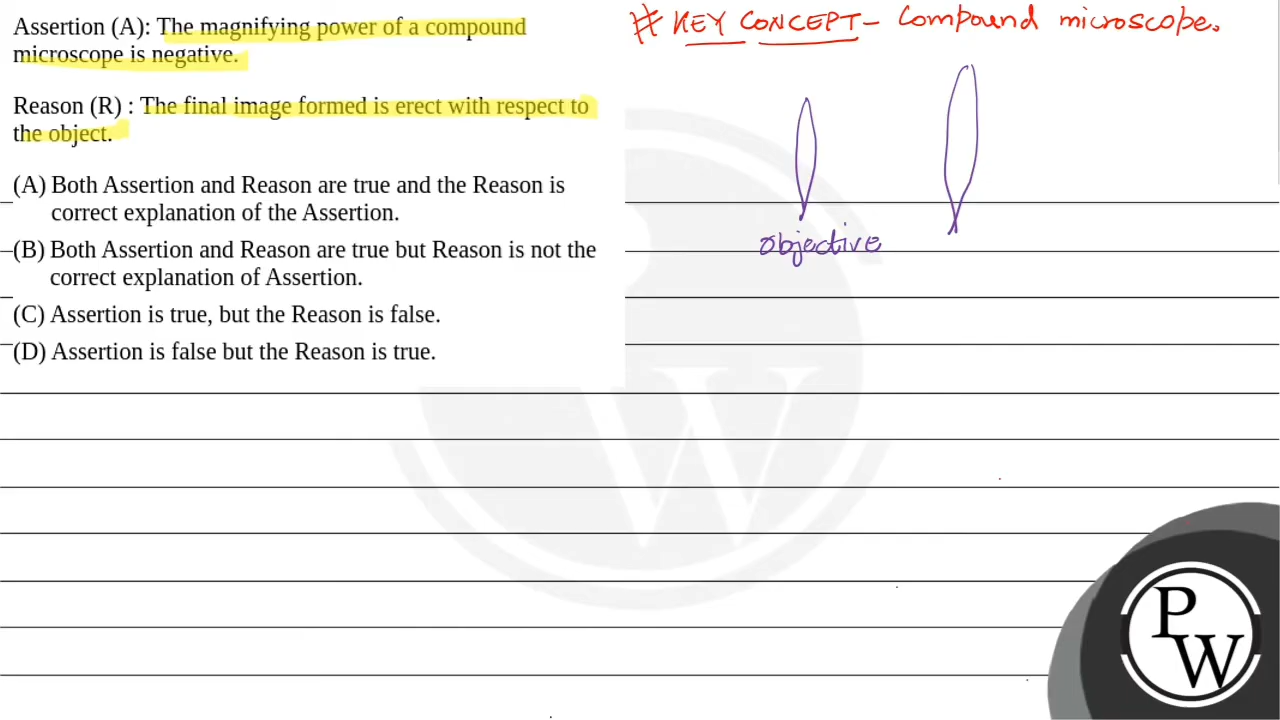 Assertion (A): The magnifying power of a compound
microscope is negative.
Reason (R) : The final image formed is erect with respect to
the object.
(A) Both Assertion and Reason are true and the Reason is
correct explanation of the Assertion.
(B) Both Assertion and Reason are true but Reason is not the
correct explanation of Assertion.
(C) Assertion is true, but the Reason is false.
(D) Assertion is false but the Reason is true.
# KEY CONCEPT - Compound microscope.
objective
P
W